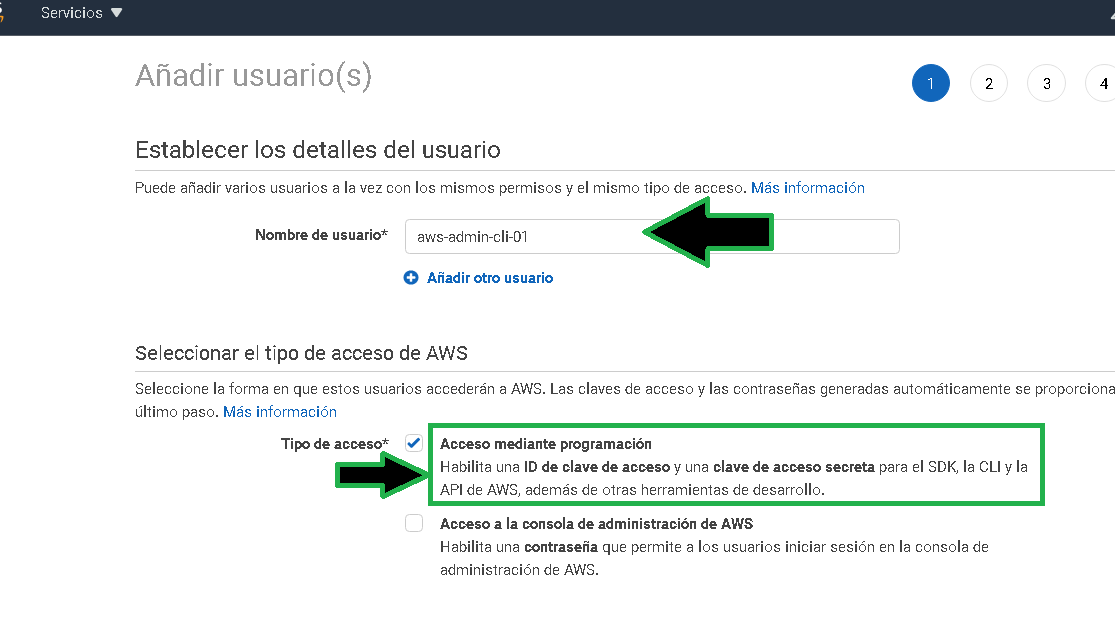 Servicios
Añadir usuario(s)
1 2 3 4
Establecer los detalles del usuario
Puede añadir varios usuarios a la vez con los mismos permisos y el mismo tipo de acceso. Más información
Nombre de usuario* aws-admin-cli-01
Añadir otro usuario
Seleccionar el tipo de acceso de AWS
Seleccione la forma en que estos usuarios accederán a AWS. Las claves de acceso y las contraseñas generadas automáticamente se proporciona
último paso. Más información
Tipo de acceso* Acceso mediante programación
Habilita una ID de clave de acceso y una clave de acceso secreta para el SDK, la CLI y la
API de AWS, además de otras herramientas de desarrollo.
Acceso a la consola de administración de AWS
Habilita una contraseña que permite a los usuarios iniciar sesión en la consola de
administración de AWS.